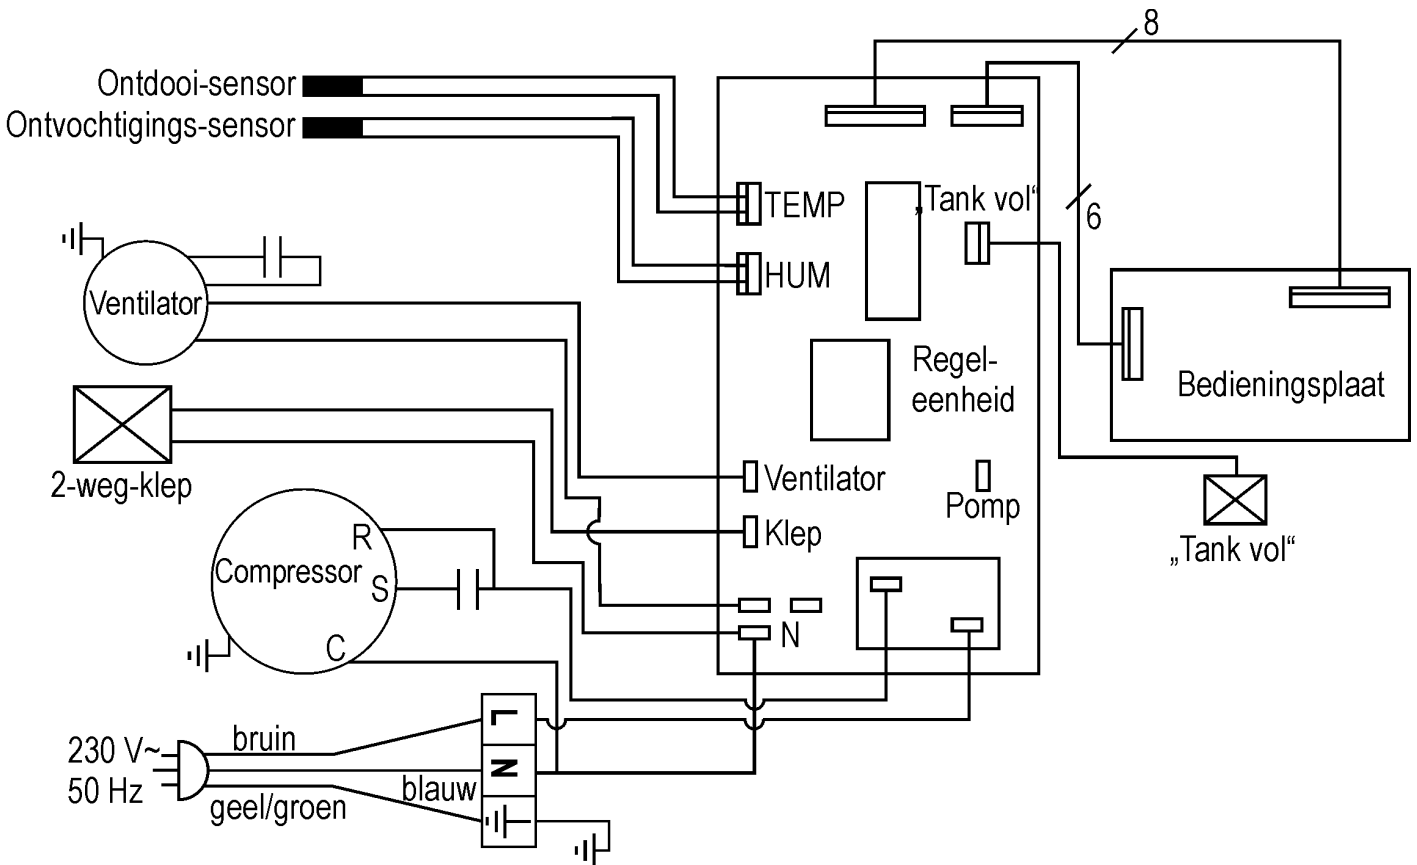 8
Ontdooi-sensor
Ontvochtigings-sensor
TEMP
„Tank vol“
6
HUM
Ventilator
Regel-
eenheid
Bedieningsplaat
2-weg-klep
Ventilator
Pomp
Klep
„Tank vol“
R
Compressor
S
N
C
L
bruin
230 V~
50 Hz
N
blauw
geel/groen